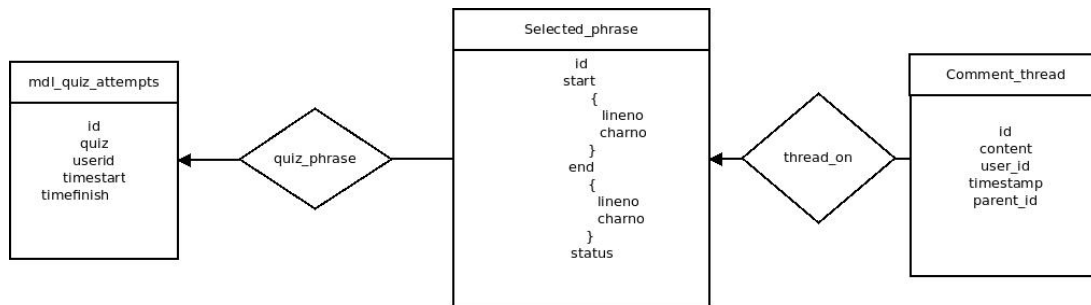 mdl_quiz_attempts
id
quiz
userid
timestart
timefinish
quiz_phrase
Selected_phrase
id
start
{
lineno
charno
}
end
{
lineno
charno
}
status
thread_on
Comment_thread
id
content
user_id
timestamp
parent_id